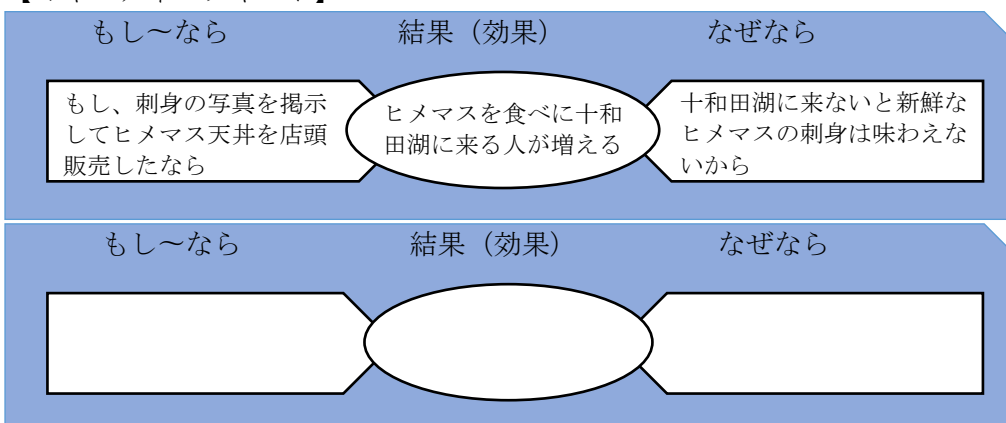 もし~なら 結果(効果) なぜなら
もし、刺身の写真を掲示
してヒメマス天丼を店頭
販売したなら
ヒメマスを食べに十和
田湖に来る人が増える
十和田湖に来ないと新鮮な
ヒメマスの刺身は味わえな
いから
もし~なら 結果(効果) なぜなら